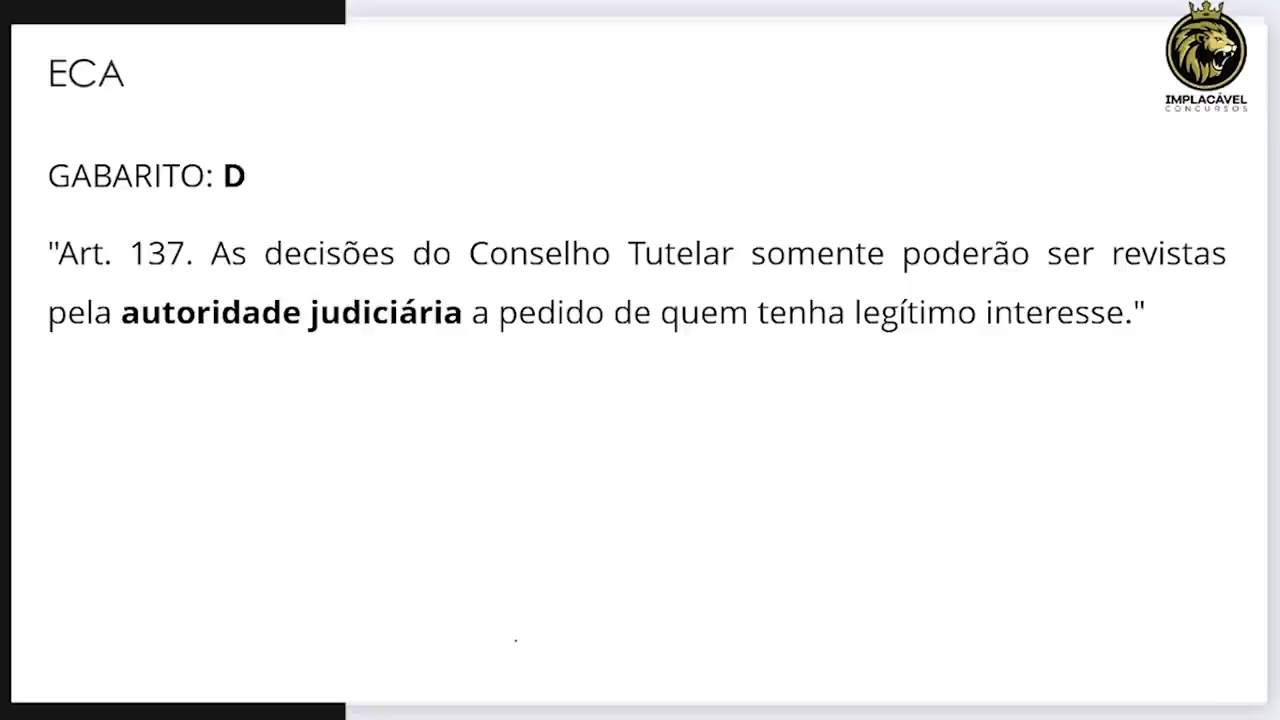 ECA
IMPLACÁVEL
CONCURSOS
GABARITO: D
"Art. 137. As decisões do Conselho Tutelar somente poderão ser revistas
pela autoridade judiciária a pedido de quem tenha legítimo interesse."